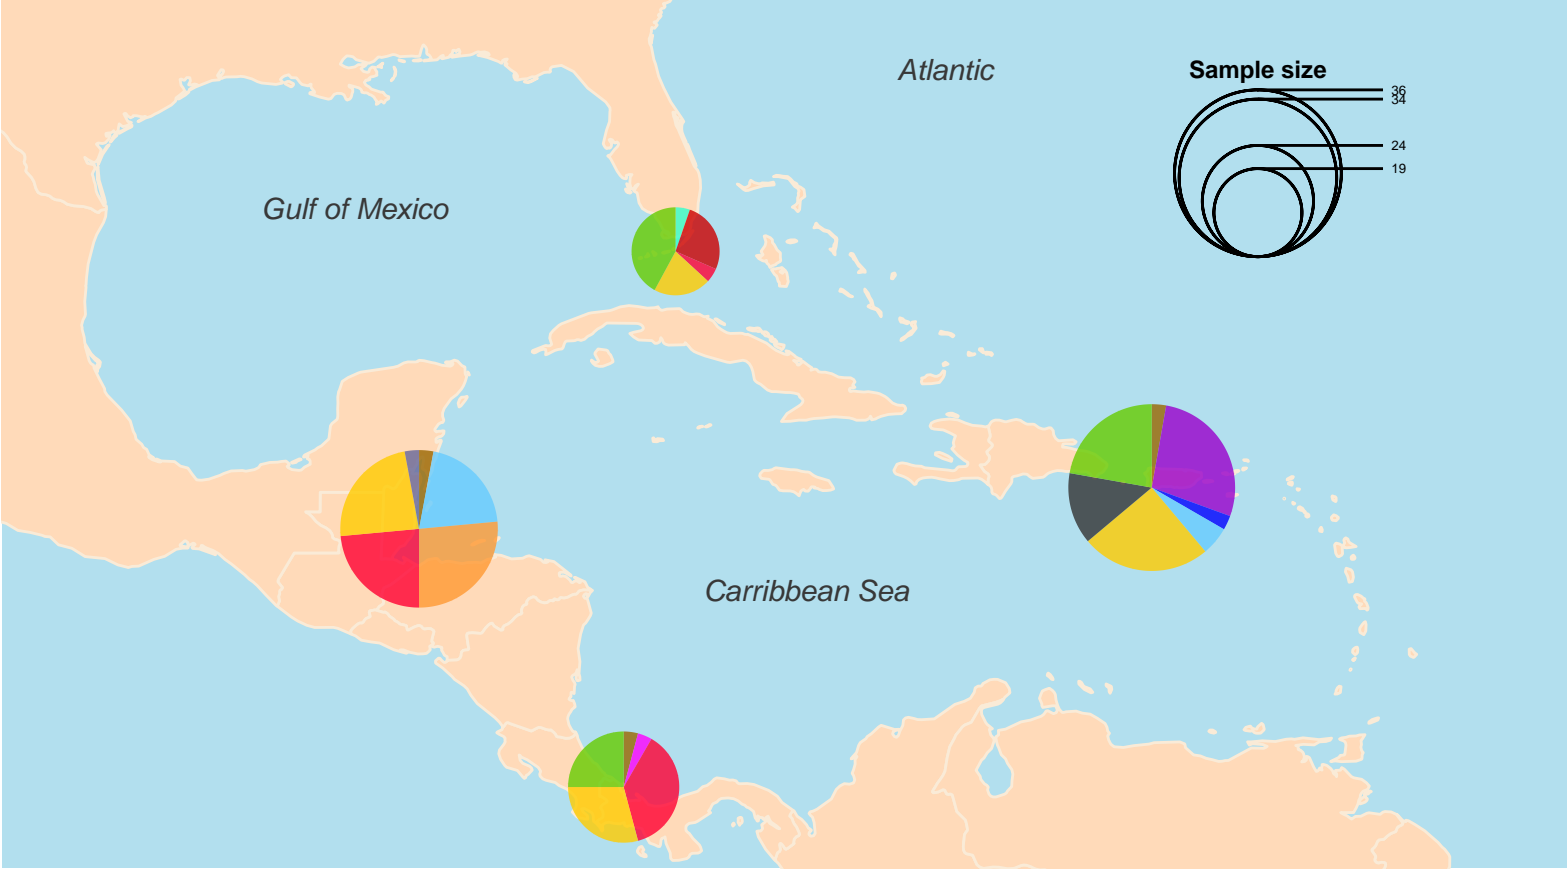 Atlantic
Sample size
36
34
24
19
Gulf of Mexico
Carribbean Sea